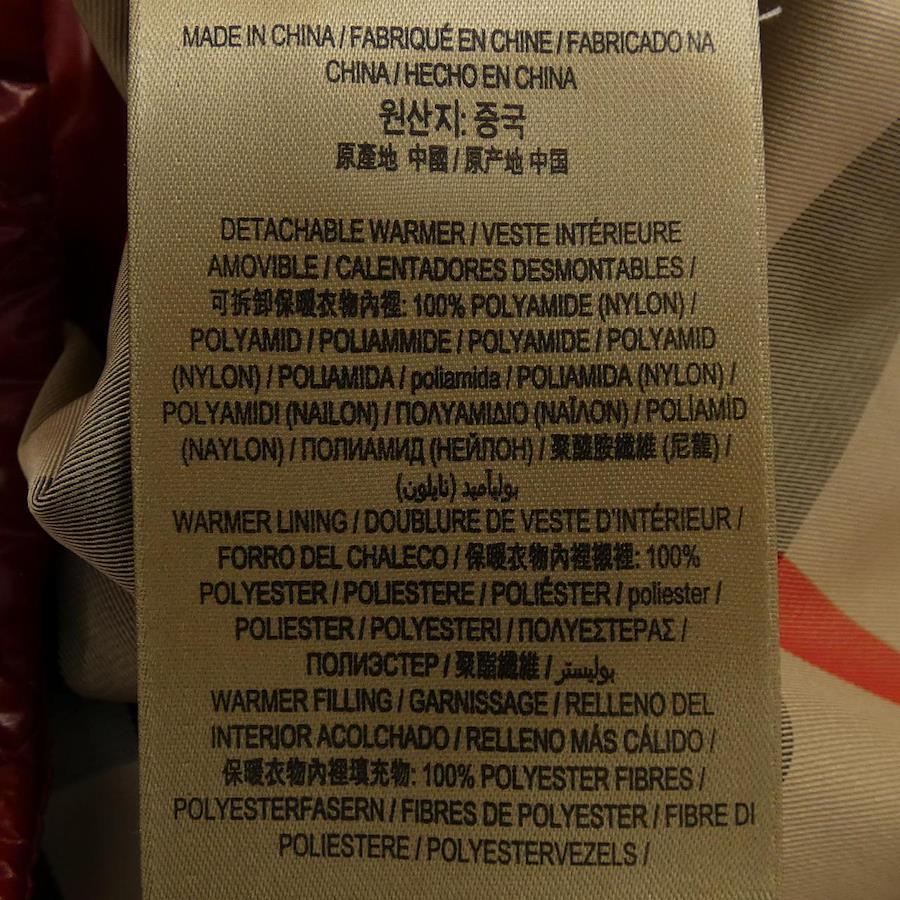 MADE IN CHINA / FABRIQUÉ EN CHINE / FABRICADO NA
CHINA / HECHO EN CHINA
원산지: 중국
原產地 中國 / 原产地 中国
DETACHABLE WARMER / VESTE INTÉRIEURE
AMOVIBLE / CALENTADORES DESMONTABLES /
可拆卸保暖衣物內裡: 100% POLYAMIDE (NYLON) /
POLYAMID / POLIAMMIDE / POLYAMIDE / POLYAMID
(NYLON) / POLIAMIDA / poliamida / POLIAMIDA (NYLON) /
POLYAMIDI (NAILON) / ΠΟΛΥΑΜΙΔΙΟ (ΝΑΪΛΟΝ) / POLİAMİD
(NAYLON) / ПОЛИАМИД (НЕЙЛОН) / 聚醯胺纖維 (尼龍) /
بولياميد (نايلون)
WARMER LINING / DOUBLURE DE VESTE D'INTÉRIEUR /
FORRO DEL CHALECO / 保暖衣物內裡襯裡: 100%
POLYESTER / POLIESTERE / POLIÉSTER / poliester /
POLIESTER / POLYESTERI / ΠΟΛΥΕΣΤΕΡΑΣ /
ПОЛИЭСТЕР / 聚酯纖維 / بوليستر /
WARMER FILLING / GARNISSAGE / RELLENO DEL
INTERIOR ACOLCHADO / RELLENO MÁS CÁLIDO /
保暖衣物內裡填充物: 100% POLYESTER FIBRES /
POLYESTERFASERN / FIBRES DE POLYESTER / FIBRE DI
POLIESTERE / POLYESTERVEZELS /